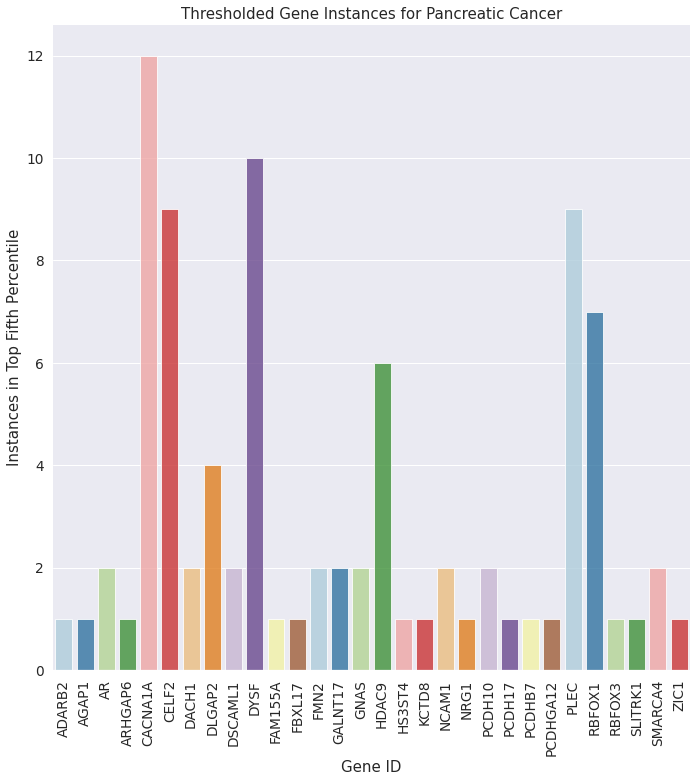 Thresholded Gene Instances for Pancreatic Cancer
12
10
8
6
4
2
0
Instances in Top Fifth Percentile
ADARB2
AGAP1
AR
ARHGAP6
CACNA1A
CELF2
DACH1
DLGAP2
DSCAML1
DYSF
FAM155A
FBXL17
FMN2
GALNT17
GNAS
HDAC9
HS3ST4
KCTD8
NCAM1
NRG1
PCDH10
PCDH17
PCDHB7
PCDHGA12
PLEC
RBFOX1
RBFOX3
SLITRK1
SMARCA4
ZIC1
Gene ID